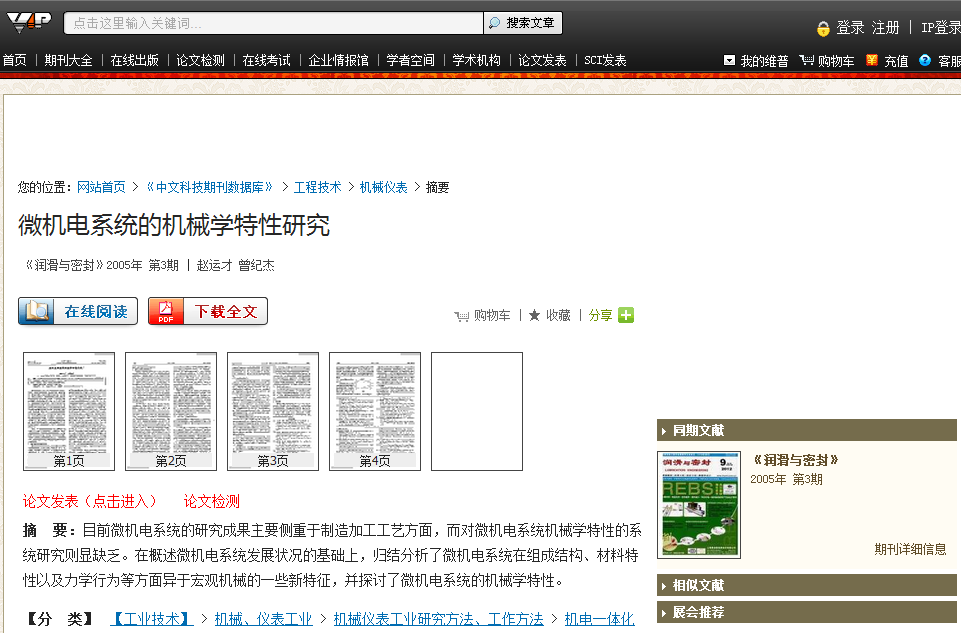 VIP 点击这里输入关键词... 搜索文章
登录 注册 | IP登录
首页 | 期刊大全 | 在线出版 | 论文检测 | 在线考试 | 企业情报馆 | 学者空间 | 学术机构 | 论文发表 | SCI发表 我的维普 购物车 ¥ 充值 ? 客服
您的位置：网站首页 > 《中文科技期刊数据库》 > 工程技术 > 机械仪表 > 摘要
微机电系统的机械学特性研究
《润滑与密封》2005年 第3期 | 赵运才 曾纪杰
在线阅读 PDF 下载全文 购物车 | ★ 收藏 | 分享
第1页 第2页 第3页 第4页
论文发表（点击进入） 论文检测
摘 要：目前微机电系统的研究成果主要侧重于制造加工工艺方面，而对微机电系统机械学特性的系
统研究则显缺乏。在概述微机电系统发展状况的基础上，归结分析了微机电系统在组成结构、材料特
性以及力学行为等方面异于宏观机械的一些新特征，并探讨了微机电系统的机械学特性。
【分 类】 【工业技术】 > 机械、仪表工业 > 机械仪表工业研究方法、工作方法 > 机电一体化
同期文献
润滑与密封 9
《润滑与密封》
2005年 第3期
期刊详细信息
相似文献
展会推荐